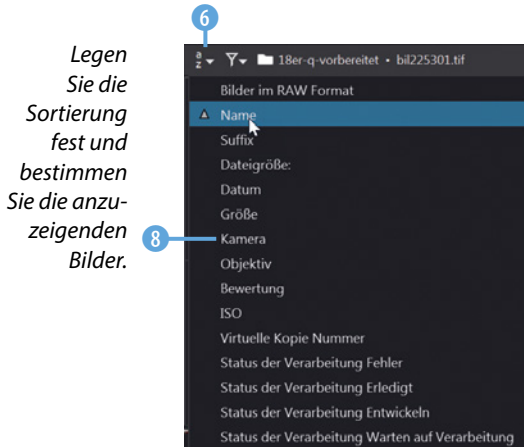 6
Legen
Sie die
Sortierung
fest und
bestimmen
Sie die anzu-
zeigenden
Bilder.
a z 18er-q-vorbereitet • bil225301.tif
Bilder im RAW Format
Name
Suffix
Dateigröße:
Datum
Größe
8
Kamera
Objektiv
Bewertung
ISO
Virtuelle Kopie Nummer
Status der Verarbeitung Fehler
Status der Verarbeitung Erledigt
Status der Verarbeitung Entwickeln
Status der Verarbeitung Warten auf Verarbeitung